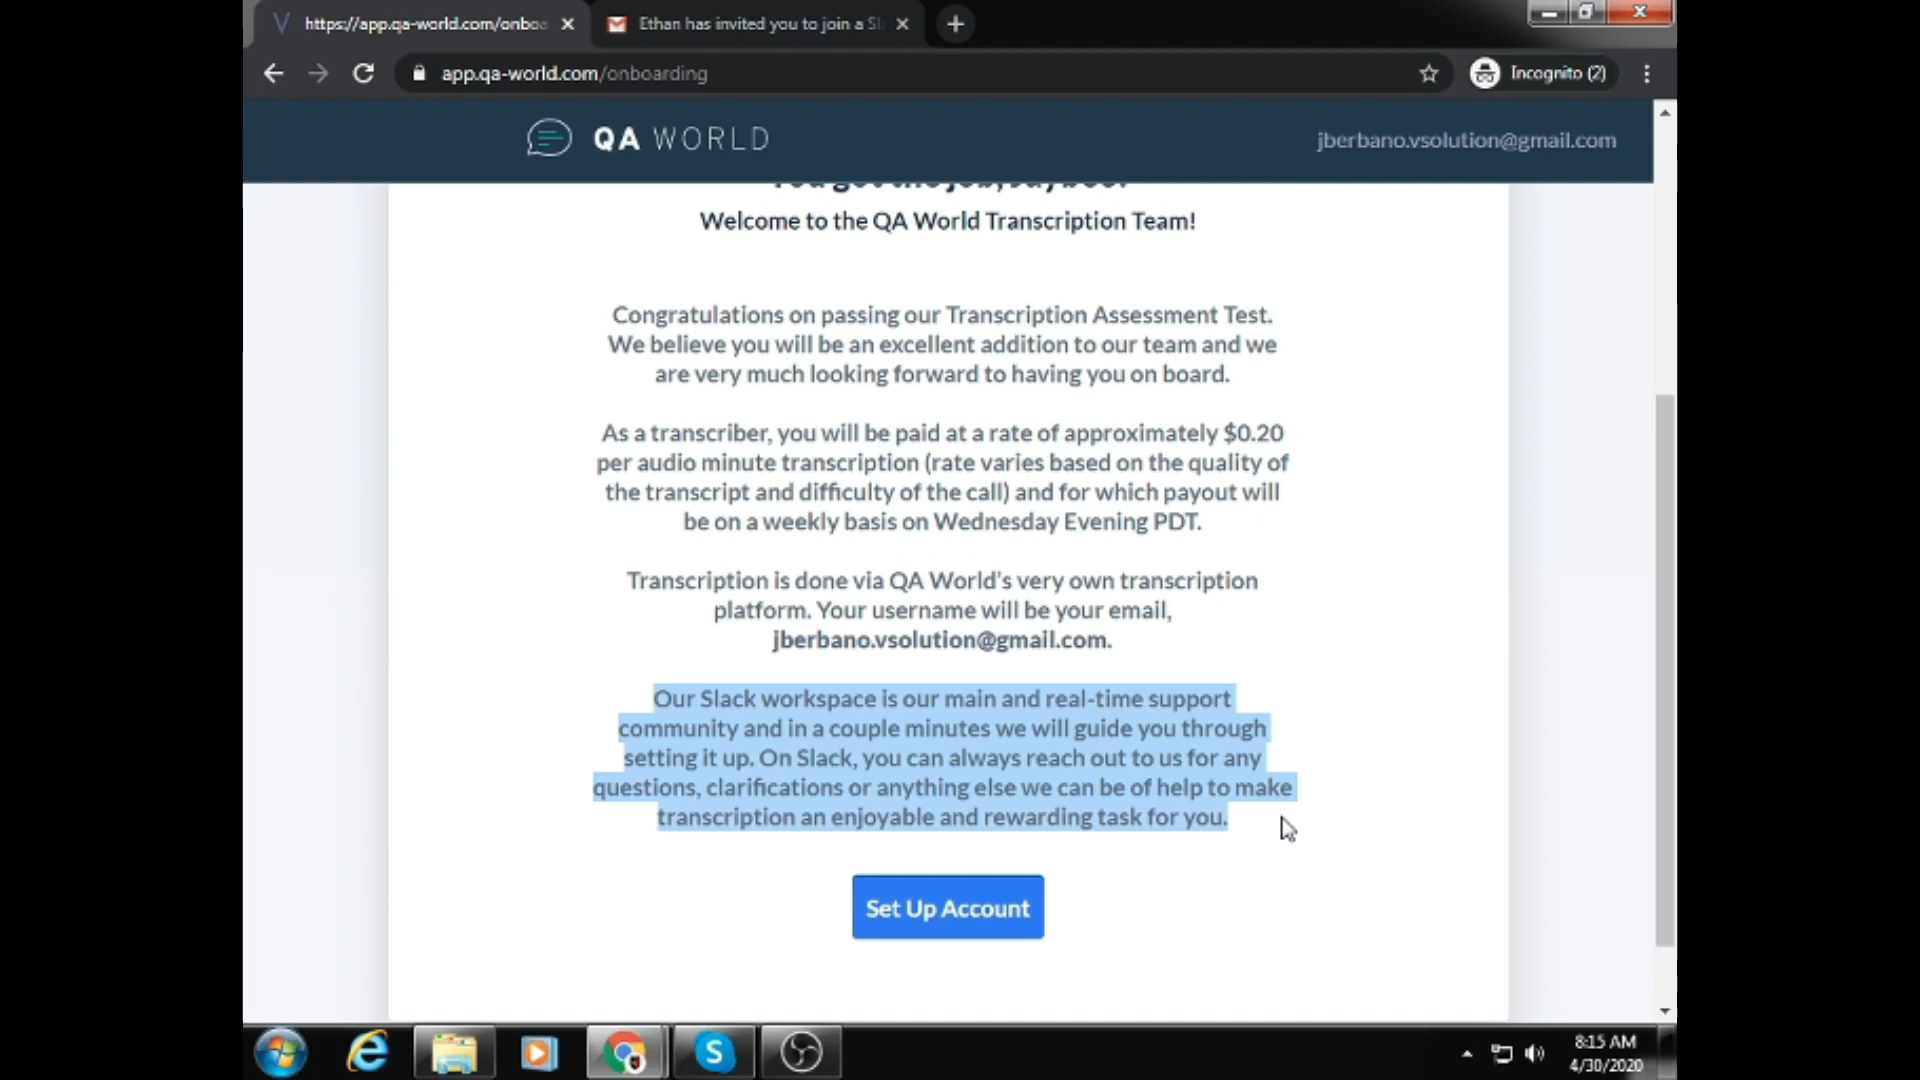 https://app.qa-world.com/onboa
Ethan has invited you to join a Sl
app.qa-world.com/onboarding
Incognito (2)
QA WORLD
jberbano.vsolution@gmail.com
You got the job,
Welcome to the QA World Transcription Team!
Congratulations on passing our Transcription Assessment Test.
We believe you will be an excellent addition to our team and we
are very much looking forward to having you on board.
As a transcriber, you will be paid at a rate of approximately $0.20
per audio minute transcription (rate varies based on the quality of
the transcript and difficulty of the call) and for which payout will
be on a weekly basis on Wednesday Evening PDT.
Transcription is done via QA World's very own transcription
platform. Your username will be your email,
jberbano.vsolution@gmail.com.
Our Slack workspace is our main and real-time support
community and in a couple minutes we will guide you through
setting it up. On Slack, you can always reach out to us for any
questions, clarifications or anything else we can be of help to make
transcription an enjoyable and rewarding task for you.
Set Up Account
8:15 AM
4/30/2020